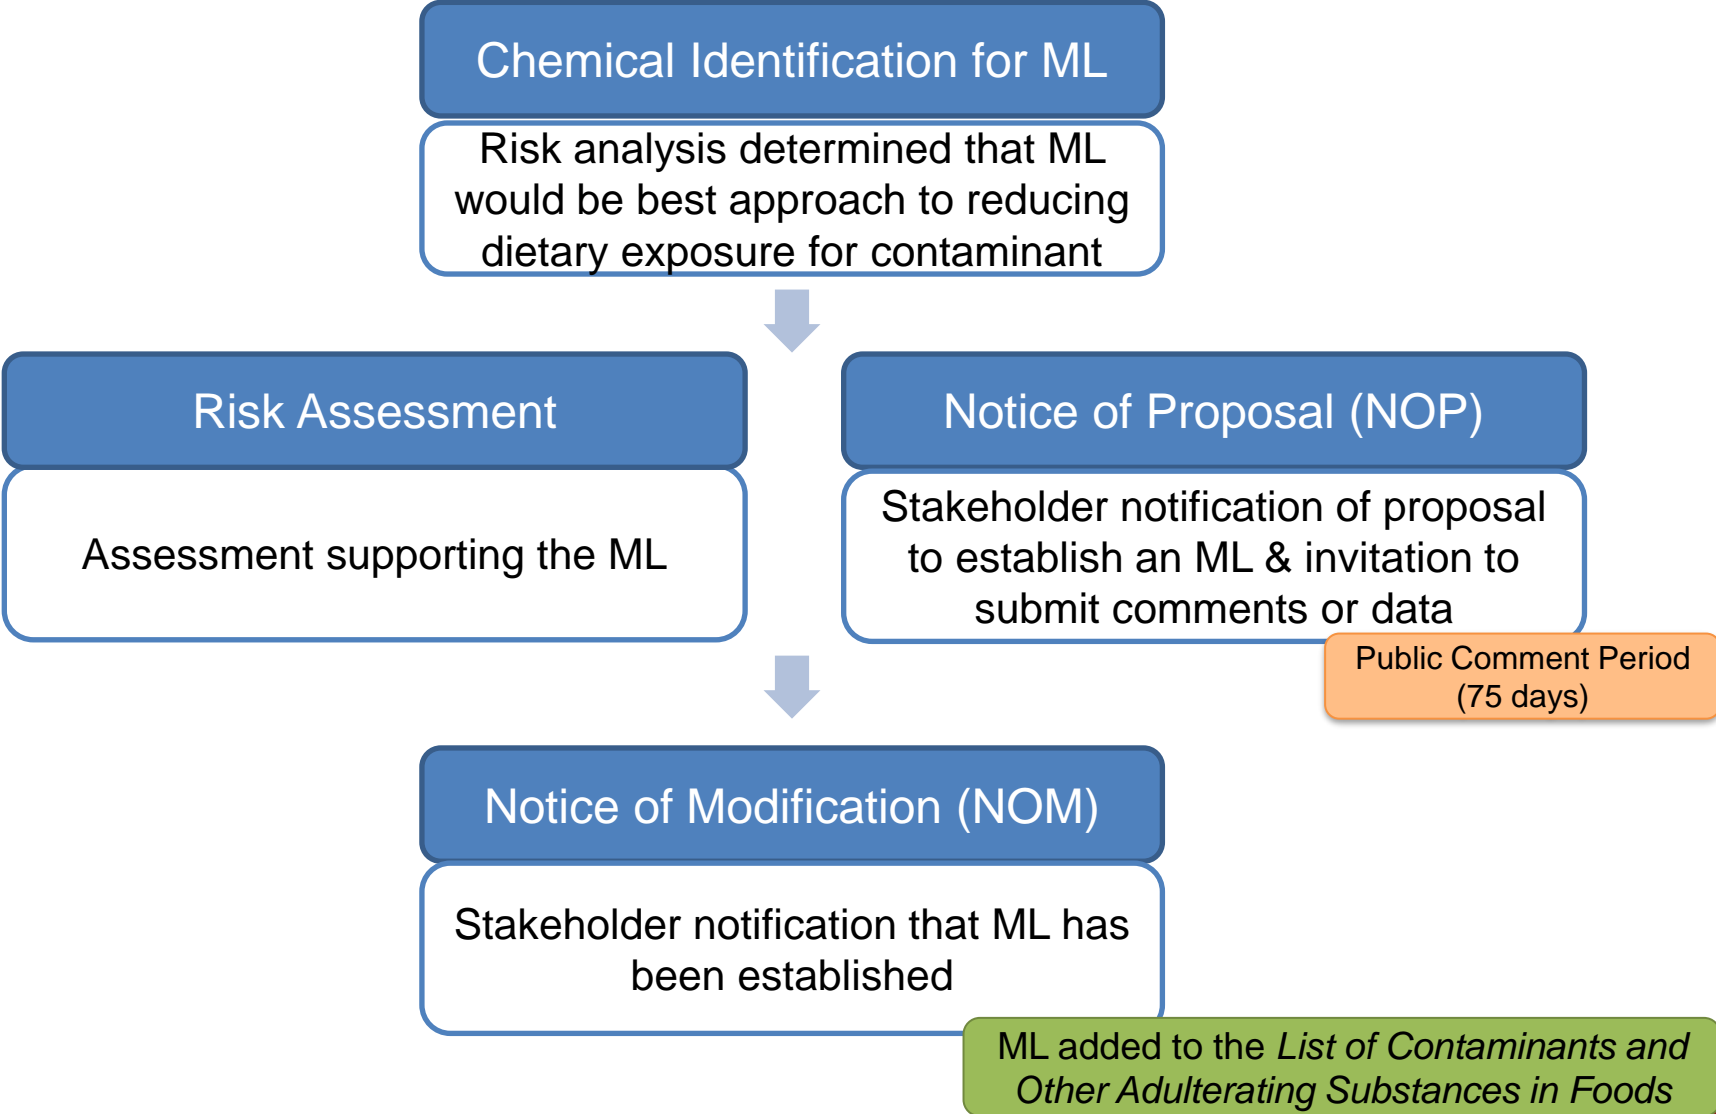 Chemical Identification for ML
Risk analysis determined that ML
would be best approach to reducing
dietary exposure for contaminant
Risk Assessment
Assessment supporting the ML
Notice of Proposal (NOP)
Stakeholder notification of proposal
to establish an ML & invitation to
submit comments or data
Public Comment Period
(75 days)
Notice of Modification (NOM)
Stakeholder notification that ML has
been established
ML added to the List of Contaminants and
Other Adulterating Substances in Foods